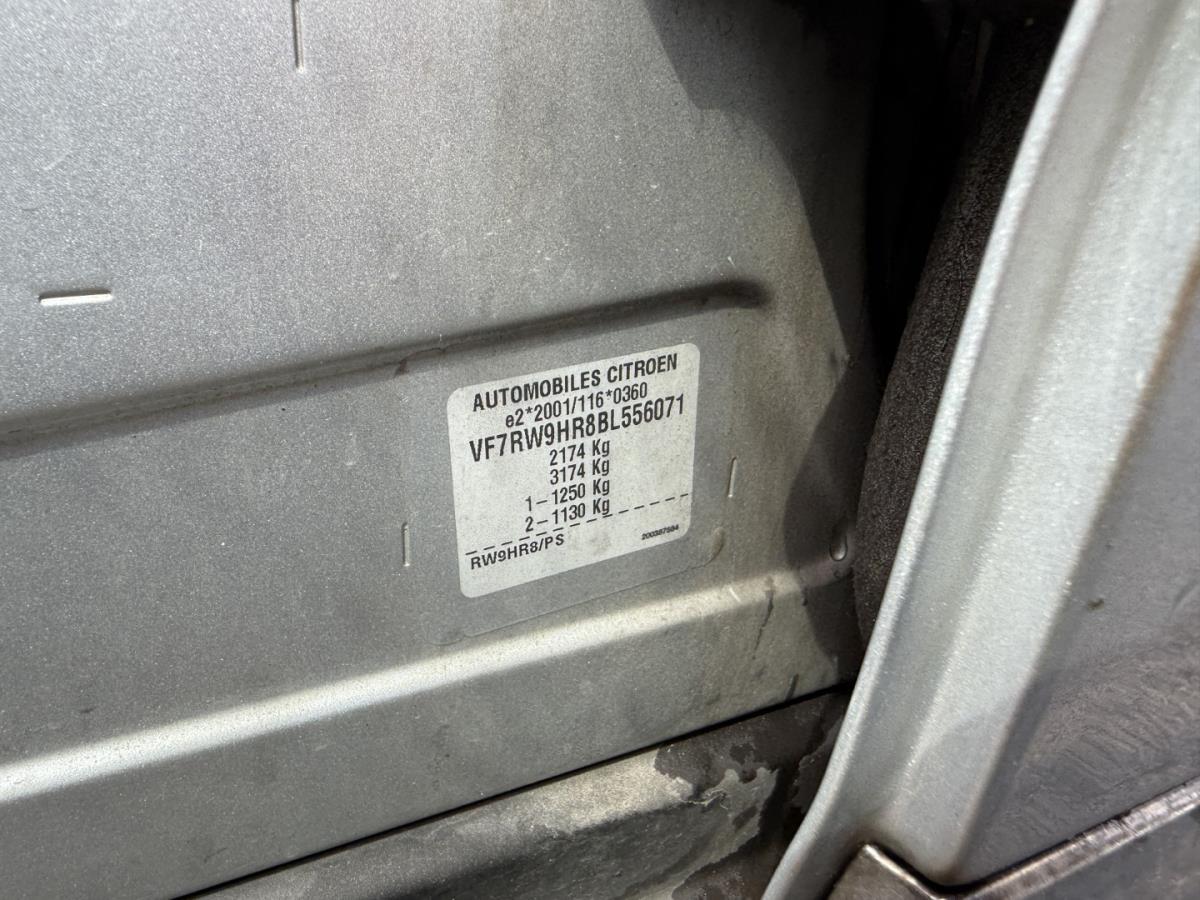 AUTOMOBILES CITROEN
e2*2001/116*0360
VF7RW9HR8BL556071
2174 Kg
3174 Kg
1-1250 Kg
2-1130 Kg
RW9HR8/PS
200387584